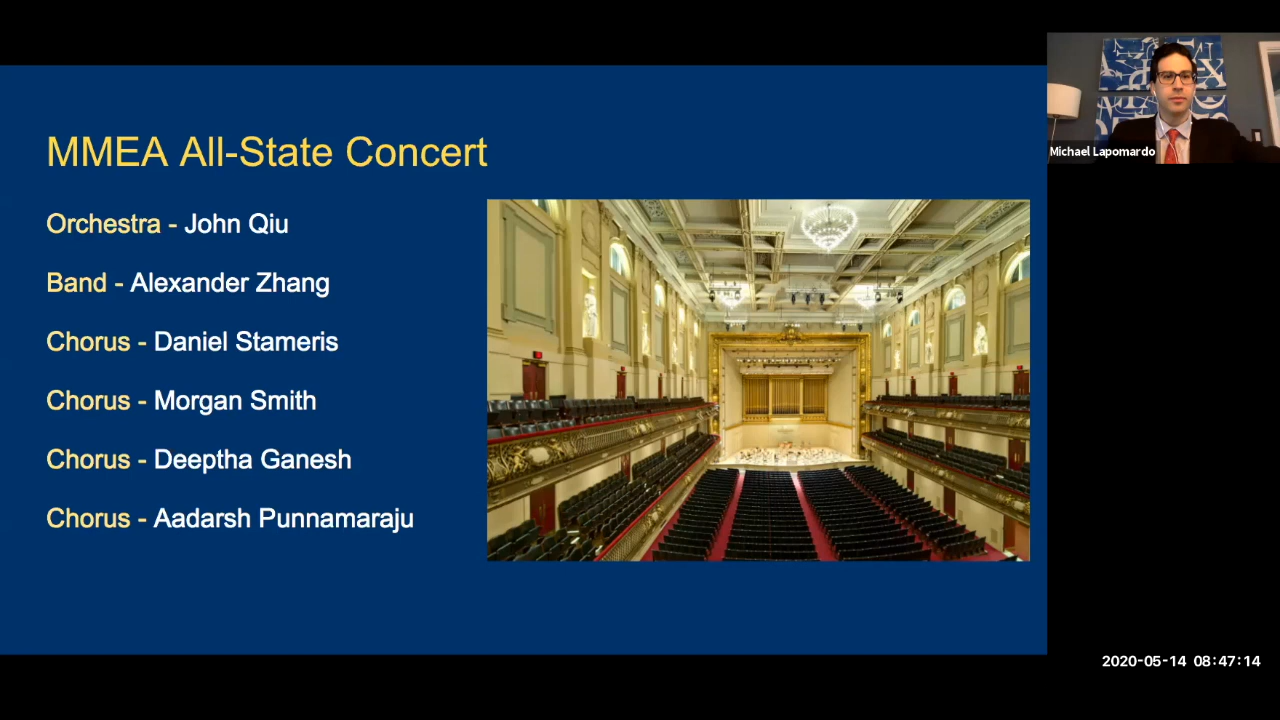 MMEA All-State Concert
Orchestra - John Qiu
Band - Alexander Zhang
Chorus - Daniel Stameris
Chorus - Morgan Smith
Chorus - Deeptha Ganesh
Chorus - Aadarsh Punnamaraju
Michael Lapomardo
2020-05-14 08:47:14